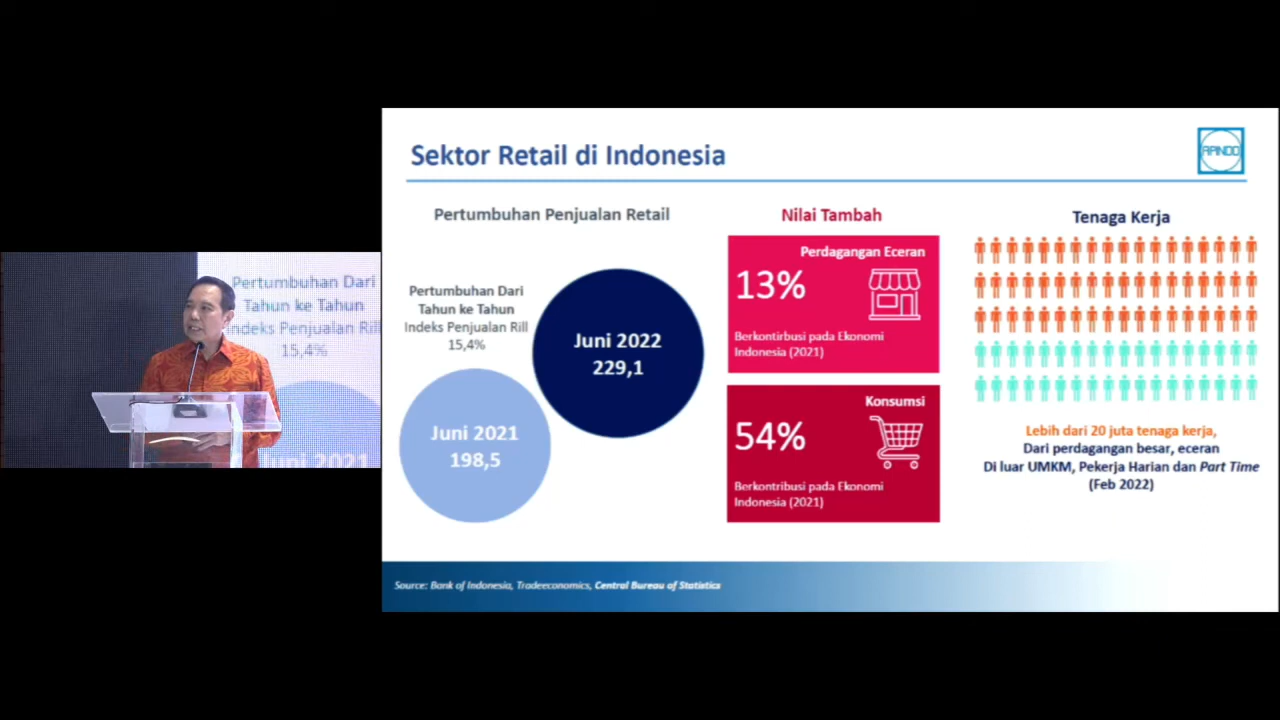 Sektor Retail di Indonesia
APINDO
Pertumbuhan Penjualan Retail
Pertumbuhan Dari
Tahun ke Tahun
Indeks Penjualan Rill
15,4%
Juni 2022
229,1
Juni 2021
198,5
Nilai Tambah
Perdagangan Eceran
13%
Berkontirbusi pada Ekonomi
Indonesia (2021)
Konsumsi
54%
Berkontribusi pada Ekonomi
Indonesia (2021)
Tenaga Kerja
Lebih dari 20 juta tenaga kerja,
Dari perdagangan besar, eceran
Di luar UMKM, Pekerja Harian dan Part Time
(Feb 2022)
Source: Bank of Indonesia, Tradeeconomics, Central Bureau of Statistics
Pertumbuhan Dari
Tahun ke Tahun
Indeks Penjualan Rill
15,4%
Juni 2021